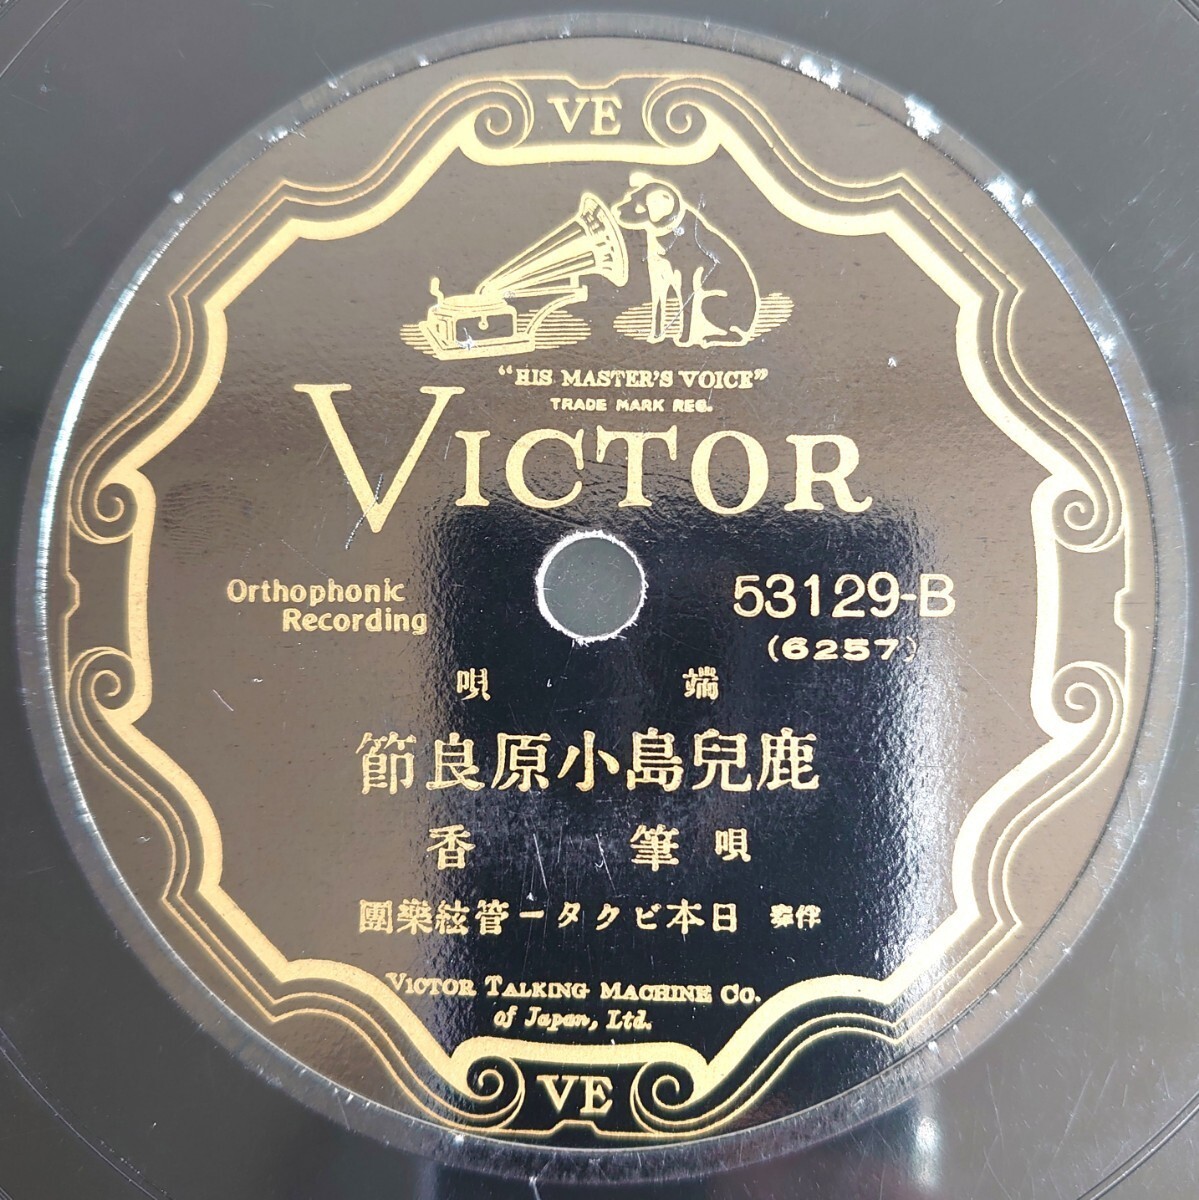 VE
"HIS MASTER'S VOICE"
TRADE MARK REG.
VICTOR
Orthophonic
Recording
53129-B
(6257)
端唄
鹿兒島小原良節
唄 筆香
伴奏 日本ビクター管絃樂團
VICTOR TALKING MACHINE CO.
of Japan, Ltd.
VE